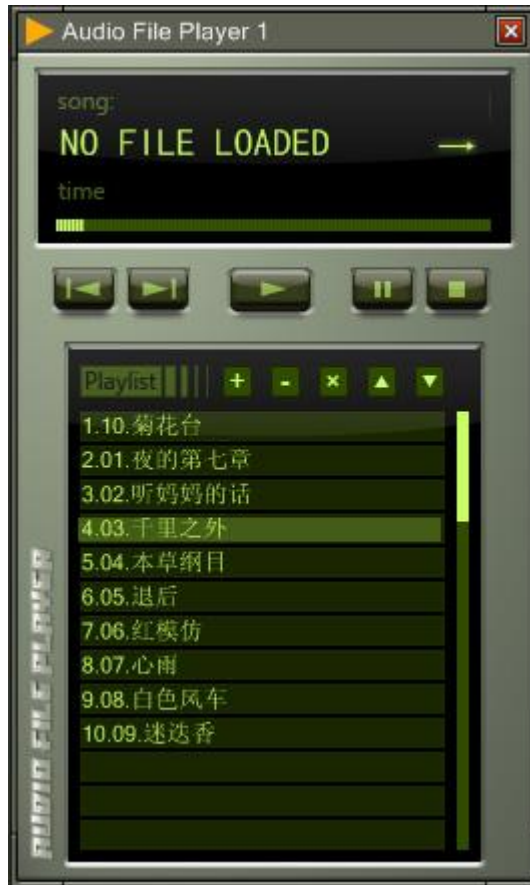 Audio File Player 1
song:
NO FILE LOADED
time
Playlist
1.10.菊花台
2.01.夜的第七章
3.02.听妈妈的话
4.03.千里之外
5.04.本草纲目
6.05.退后
7.06.红模仿
8.07.心雨
9.08.白色风车
10.09.迷迭香
AUDIO FILE PLAYER